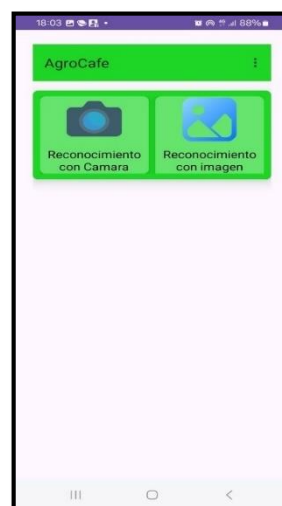 18:03
88%
AgroCafe
Reconocimiento
con Camara
Reconocimiento
con imagen